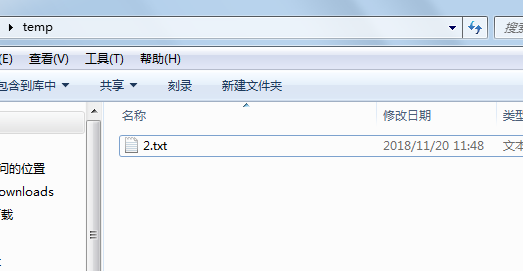 temp
搜索
(E) 查看(V) 工具(T) 帮助(H)
包含到库中 共享 刻录 新建文件夹
名称 修改日期 类型
2.txt 2018/11/20 11:48 文本
问的位置
ownloads
载